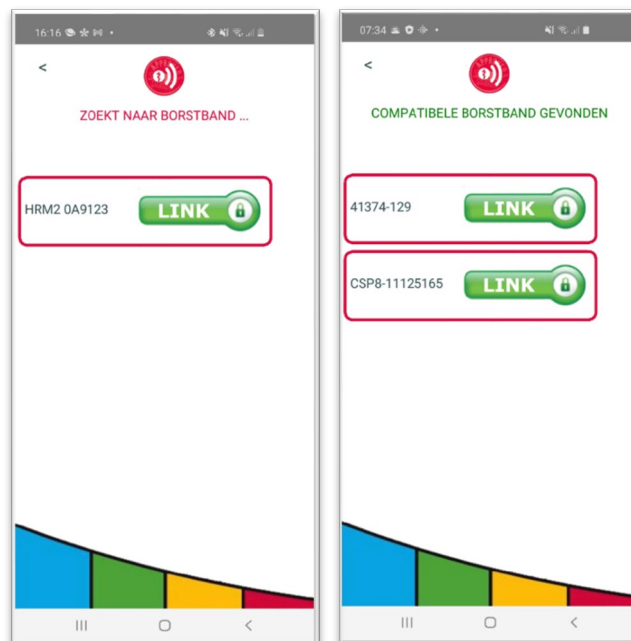 16:16
<
ZOEKT NAAR BORSTBAND ...
HRM2 0A9123
LINK
07:34
<
COMPATIBELE BORSTBAND GEVONDEN
41374-129
LINK
CSP8-11125165
LINK